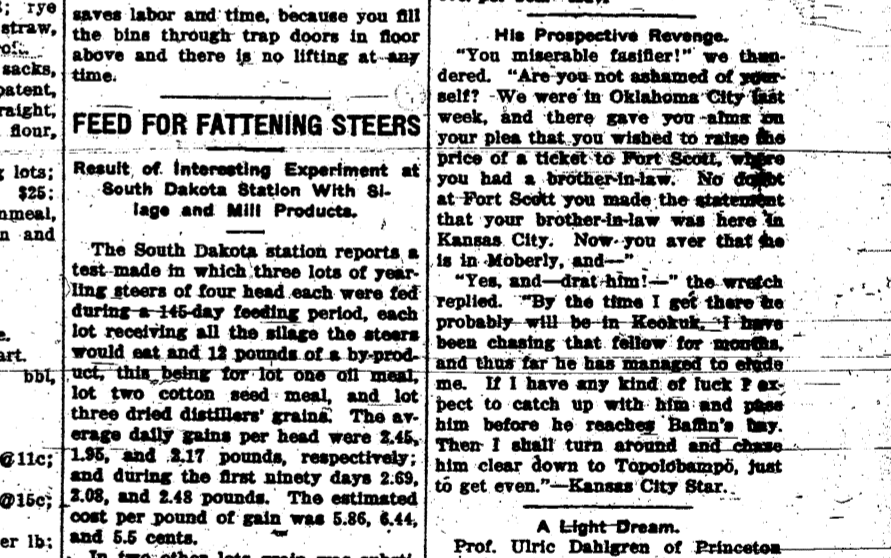 ; rye
straw,
sacks,
patent,
raight,
flour,
lots;
$25;
nmeal,
n and
e.
art.
bbl,
@11c;
@15c;
er lb;
saves labor and time, because you fill
the bins through trap doors in floor
above and there is no lifting at any
time.
FEED FOR FATTENING STEERS
Result of Interesting Experiment at
South Dakota Station With Si-
lage and Mill Products.
The South Dakota station reports a
test made in which three lots of year-
ling steers of four head each were fed
during a 145-day feeding period, each
lot receiving all the silage the steers
would eat and 12 pounds of a by-prod-
uct, this being for lot one oil meal,
lot two cotton seed meal, and lot
three dried distillers' grains. The av-
erage daily gains per head were 2.45,
1.95, and 2.17 pounds, respectively;
and during the first ninety days 2:69,
2.08, and 2.48 pounds. The estimated
cost per pound of gain was 5.86, 6.44,
and 5.5 cents.
His Prospective Revenge.
"You miserable fasifier!" we thun-
dered. "Are you not ashamed of your-
self? We were in Oklahoma City last
week, and there gave you alms on
your plea that you wished to raise the
price of a ticket to Fort Scott, where
you had a brother-in-law. No doubt
at Fort Scott you made the statement
that your brother-in-law was here in
Kansas City. Now you aver that he
is in Moberly, and—"
"Yes, and—drat him!—" the wretch
replied. "By the time I get there he
probably will be in Keokuk. I have
been chasing that fellow for months,
and thus far he has managed to elude
me. If I have any kind of luck I ex-
pect to catch up with him and pass
him before he reaches Baffin's bay.
Then I shall turn around and chase
him clear down to Topolobampo, just
to get even."—Kansas City Star.
A Light Dream.
Prof. Ulric Dahlgren of Princeton